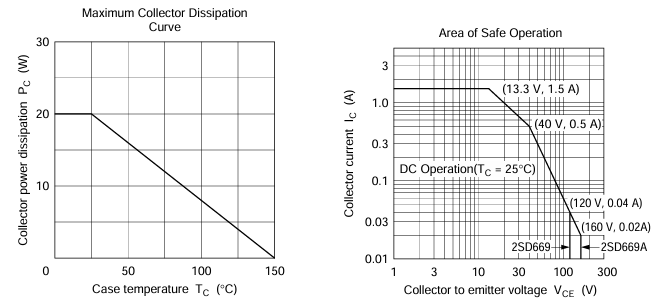 Maximum Collector Dissipation
Curve
30
20
10
0
50
100
150
Collector power dissipation P_C (W)
Case temperature T_C (°C)
Area of Safe Operation
3
1.0
0.3
0.1
0.03
0.01
Collector current I_C (A)
(13.3 V, 1.5 A)
(40 V, 0.5 A)
DC Operation(T_C = 25°C)
(120 V, 0.04 A)
(160 V, 0.02A)
2SD669
2SD669A
1
3
10
30
100
300
Collector to emitter voltage V_CE (V)